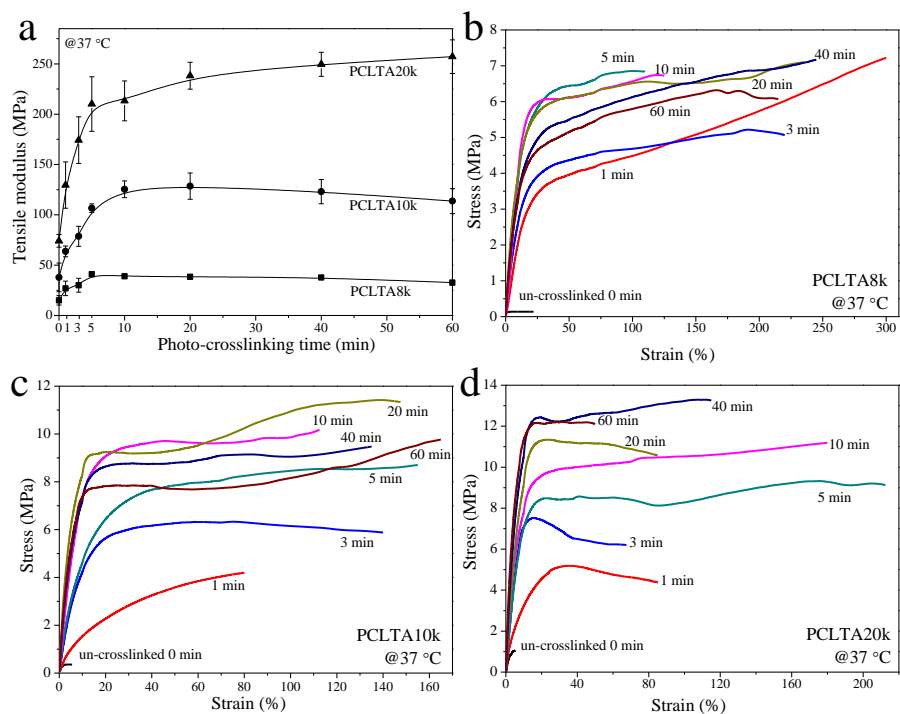 a
@37 °C
PCLTA20k
PCLTA10k
PCLTA8k
Tensile modulus (MPa)
250
200
150
100
50
0
0 1 3 5 10 20 30 40 50 60
Photo-crosslinking time (min)
b
5 min
10 min
40 min
20 min
60 min
3 min
1 min
un-crosslinked 0 min
PCLTA8k
@37 °C
Stress (MPa)
8
7
6
5
4
3
2
1
0
0 50 100 150 200 250 300
Strain (%)
c
20 min
10 min
40 min
60 min
5 min
3 min
1 min
un-crosslinked 0 min
PCLTA10k
@37 °C
Stress (MPa)
12
10
8
6
4
2
0
0 20 40 60 80 100 120 140 160
Strain (%)
d
40 min
60 min
20 min
10 min
5 min
3 min
1 min
un-crosslinked 0 min
PCLTA20k
@37 °C
Stress (MPa)
14
12
10
8
6
4
2
0
0 40 80 120 160 200
Strain (%)